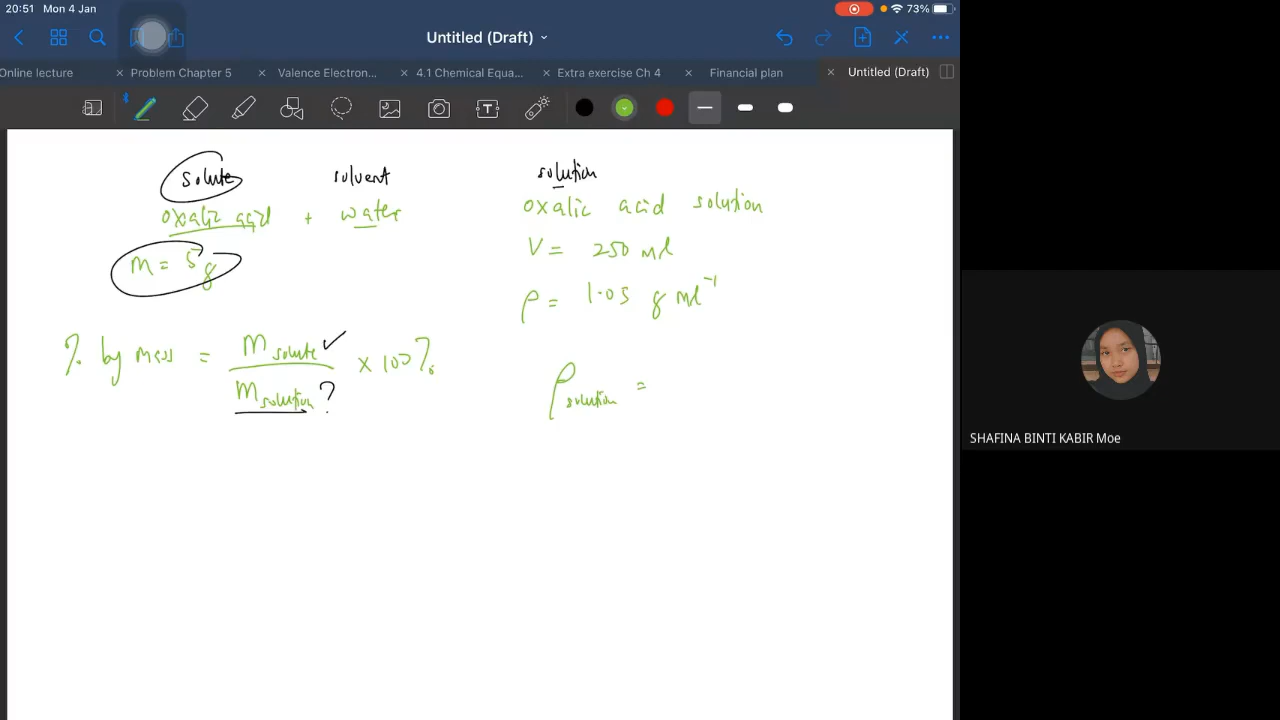 20:51 Mon 4 Jan
73%
Untitled (Draft)
Online lecture
Problem Chapter 5
Valence Electron...
4.1 Chemical Equa...
Extra exercise Ch 4
Financial plan
Untitled (Draft)
solute solvent solution
oxalic acid + water oxalic acid solution
m = 5 g V = 250 ml
ρ = 1.05 g ml⁻¹
% by mass = m solute ✓ / m solution ? × 100%
ρ solution =
SHAFINA BINTI KABIR Moe